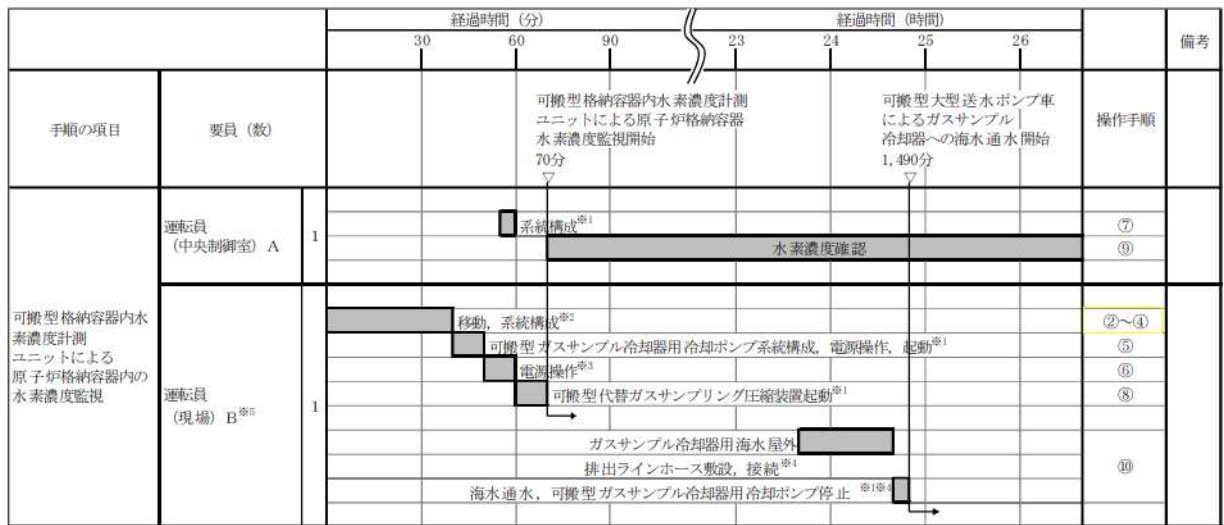 経過時間（分）
経過時間（時間）
30
60
90
23
24
25
26
備考
手順の項目
要員（数）
操作手順
可搬型格納容器内水素濃度計測
ユニットによる原子炉格納容器
水素濃度監視開始
70分
▽
可搬型大型送水ポンプ車
によるガスサンプル
冷却器への海水通水開始
1,490分
▽
可搬型格納容器内水
素濃度計測
ユニットによる
原子炉格納容器内の
水素濃度監視
運転員
（中央制御室）A
1
系統構成※1
⑦
水素濃度確認
⑨
運転員
（現場）B※5
1
移動，系統構成※2
②～④
可搬型ガスサンプル冷却器用冷却ポンプ系統構成，電源操作，起動※1
⑤
電源操作※3
⑥
可搬型代替ガスサンプリング圧縮装置起動※1
⑧
ガスサンプル冷却器用海水屋外
排出ラインホース敷設，接続※4
⑩
海水通水，可搬型ガスサンプル冷却器用冷却ポンプ停止 ※1※4